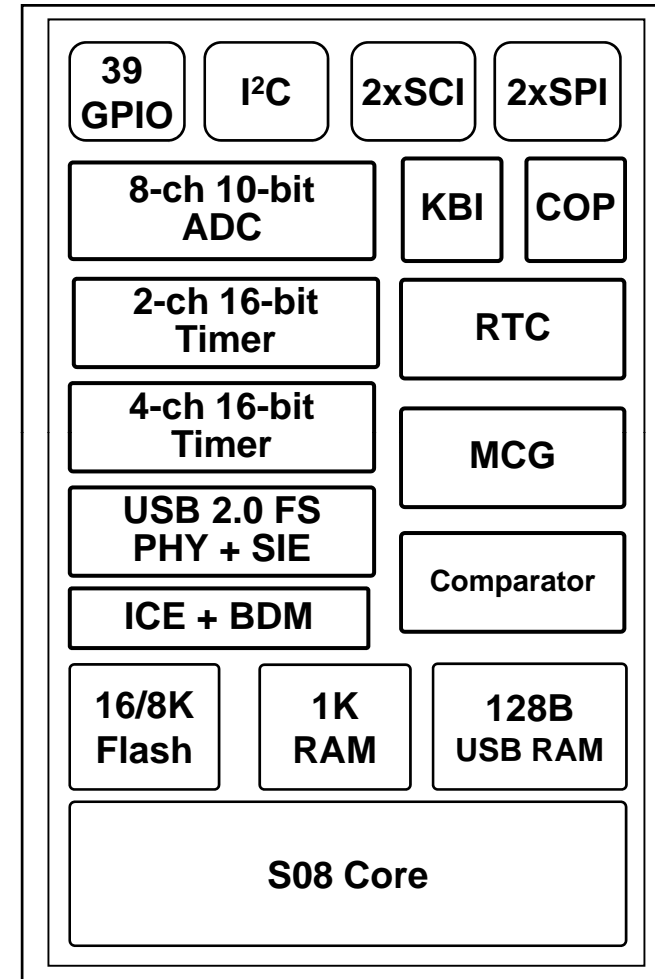 39
GPIO
I²C
2xSCI
2xSPI
8-ch 10-bit
ADC
KBI
COP
2-ch 16-bit
Timer
RTC
4-ch 16-bit
Timer
MCG
USB 2.0 FS
PHY + SIE
Comparator
ICE + BDM
16/8K
Flash
1K
RAM
128B
USB RAM
S08 Core